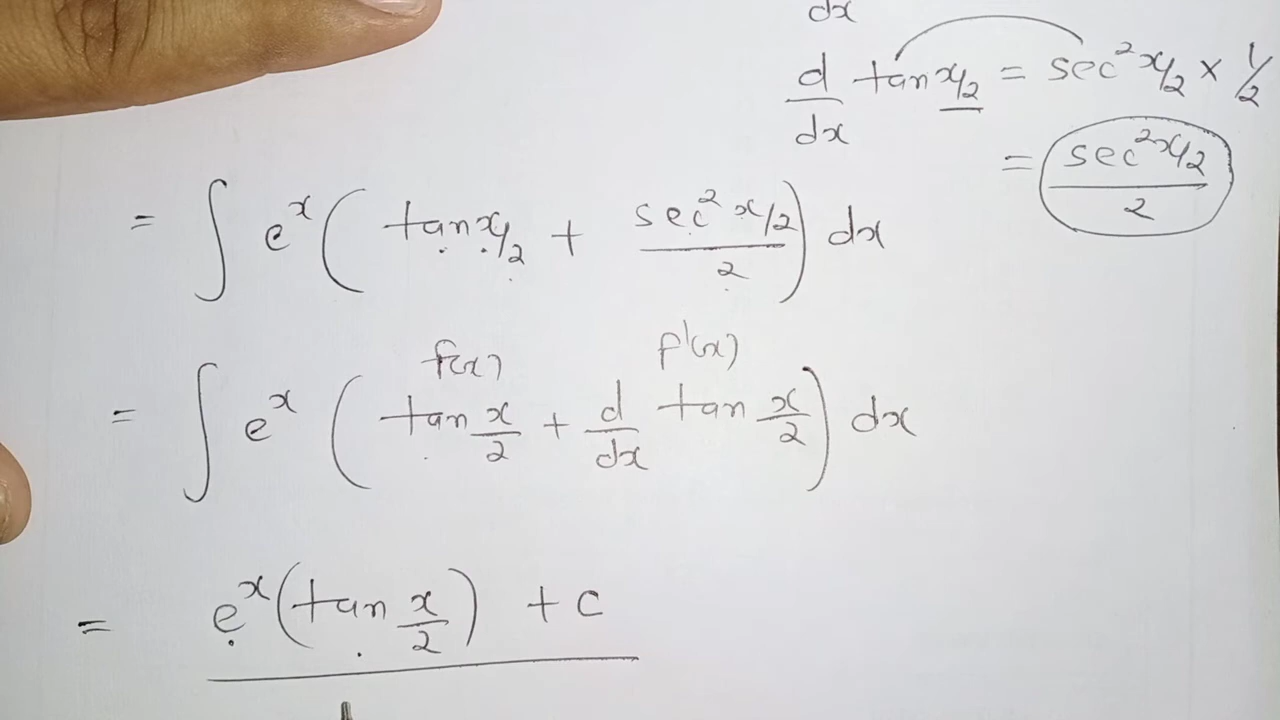 dx
d/dx tan x/2 = sec² x/2 × 1/2
= sec² x/2 / 2
= ∫ eˣ ( tan x/2 + sec² x/2 / 2 ) dx
f(x) f'(x)
= ∫ eˣ ( tan x/2 + d/dx tan x/2 ) dx
= eˣ ( tan x/2 ) + c